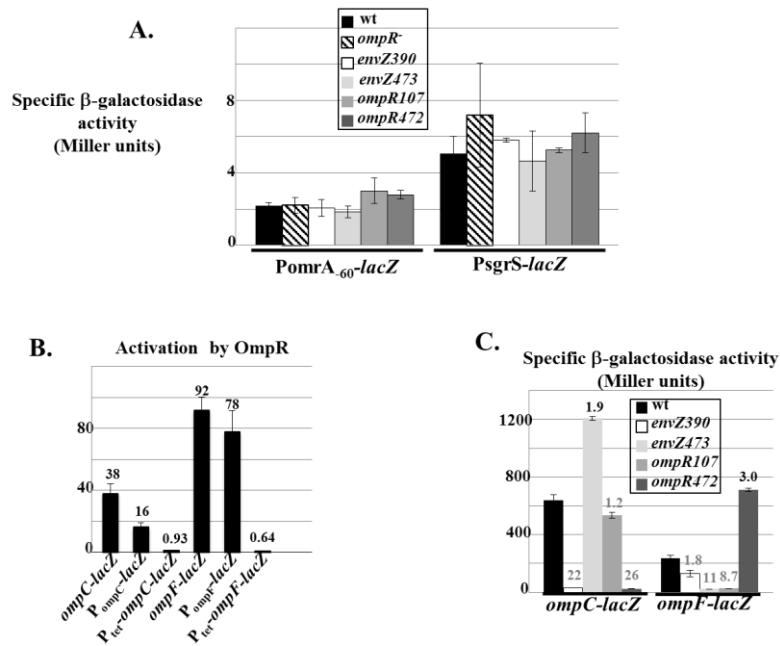 A.
wt
ompR-
envZ390
envZ473
ompR107
ompR472
Specific β-galactosidase
activity
(Miller units)
8
4
0
PomrA-60-lacZ
PsgrS-lacZ
B.
Activation by OmpR
80
40
0
38
16
0.93
92
78
0.64
ompC-lacZ
PompC-lacZ
Ptet-ompC-lacZ
ompF-lacZ
PompF-lacZ
Ptet-ompF-lacZ
C.
Specific β-galactosidase activity
(Miller units)
wt
envZ390
envZ473
ompR107
ompR472
1200
800
400
0
22
1.9
1.2
26
1.8
11
8.7
3.0
ompC-lacZ
ompF-lacZ